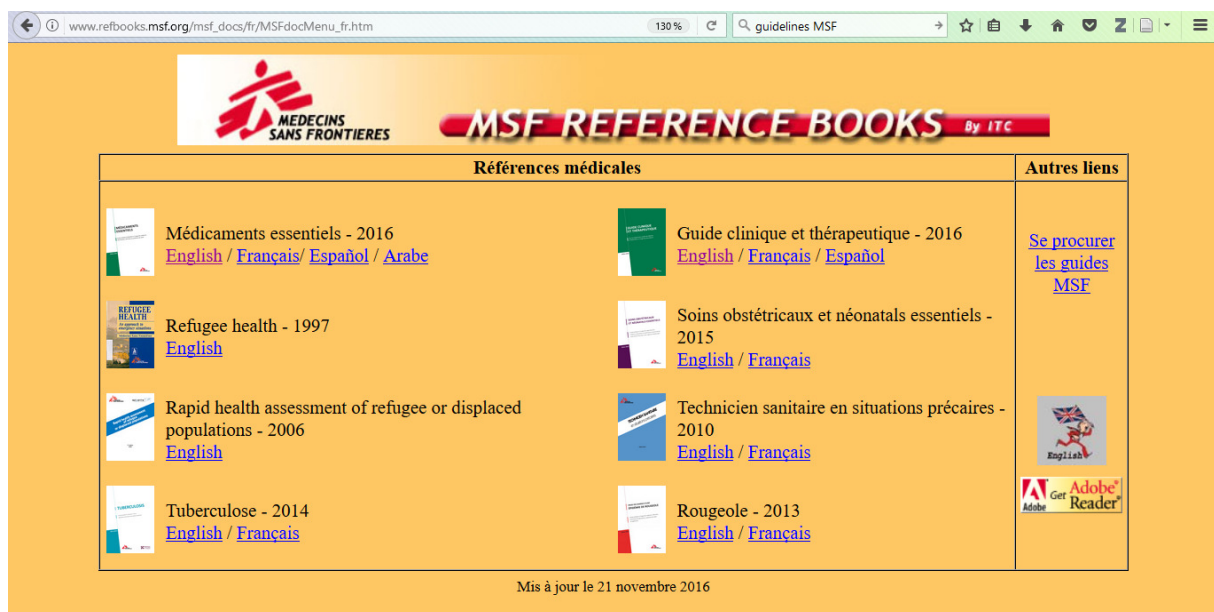 www.refbooks.msf.org/msf_docs/fr/MSFdocMenu_fr.htm
130 %
guidelines MSF
MEDECINS
SANS FRONTIERES
MSF REFERENCE BOOKS By ITC
Références médicales
Autres liens
Médicaments essentiels - 2016
English / Français/ Español / Arabe
Guide clinique et thérapeutique - 2016
English / Français / Español
Se procurer
les guides
MSF
REFUGEE
HEALTH
Refugee health - 1997
English
Soins obstétricaux et néonatals essentiels -
2015
English / Français
Rapid health assessment of refugee or displaced
populations - 2006
English
Technicien sanitaire en situations précaires -
2010
English / Français
English
Tuberculose - 2014
English / Français
Rougeole - 2013
English / Français
Adobe
Get Adobe®
Reader®
Mis à jour le 21 novembre 2016